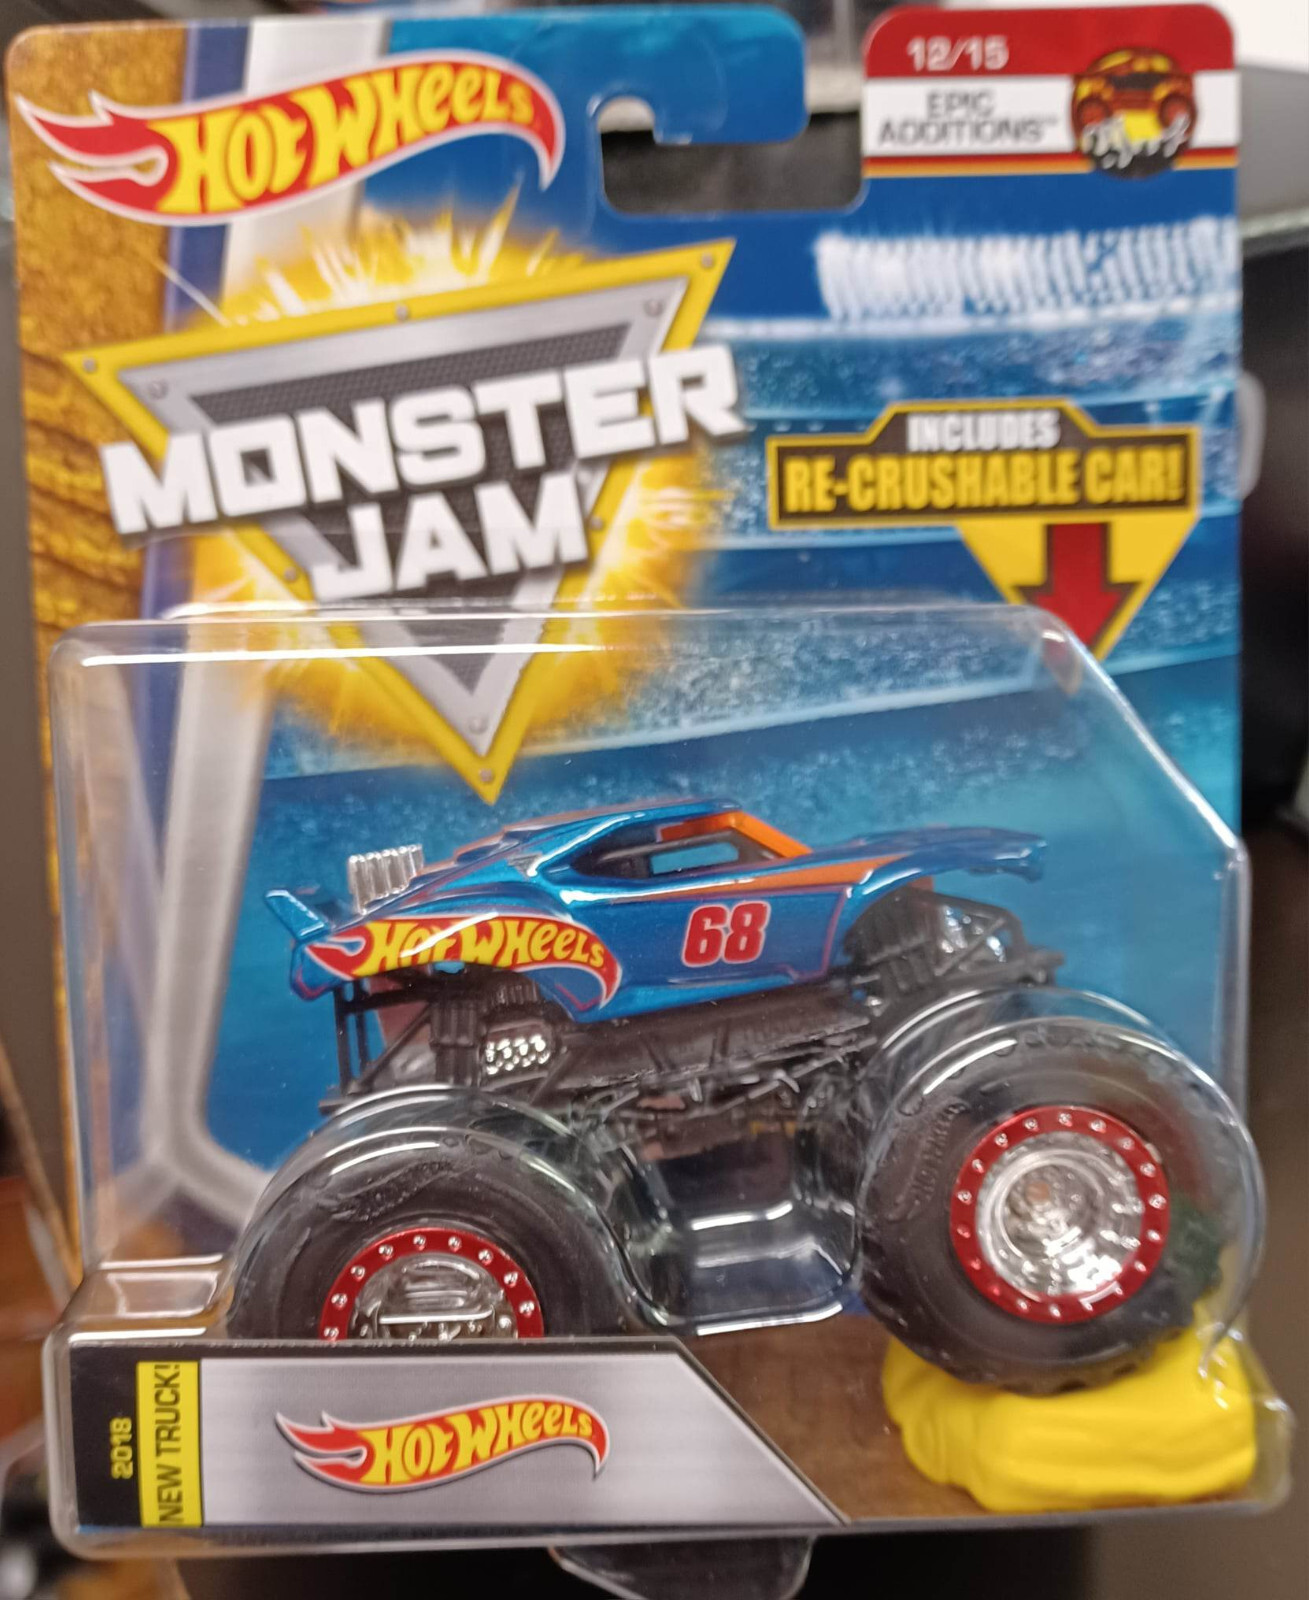 HOT WHEELS
12/15
EPIC
ADDITIONS™
MONSTER
JAM
INCLUDES
RE-CRUSHABLE CAR!
68
HOT WHEELS
2018
NEW TRUCK!
HOT WHEELS